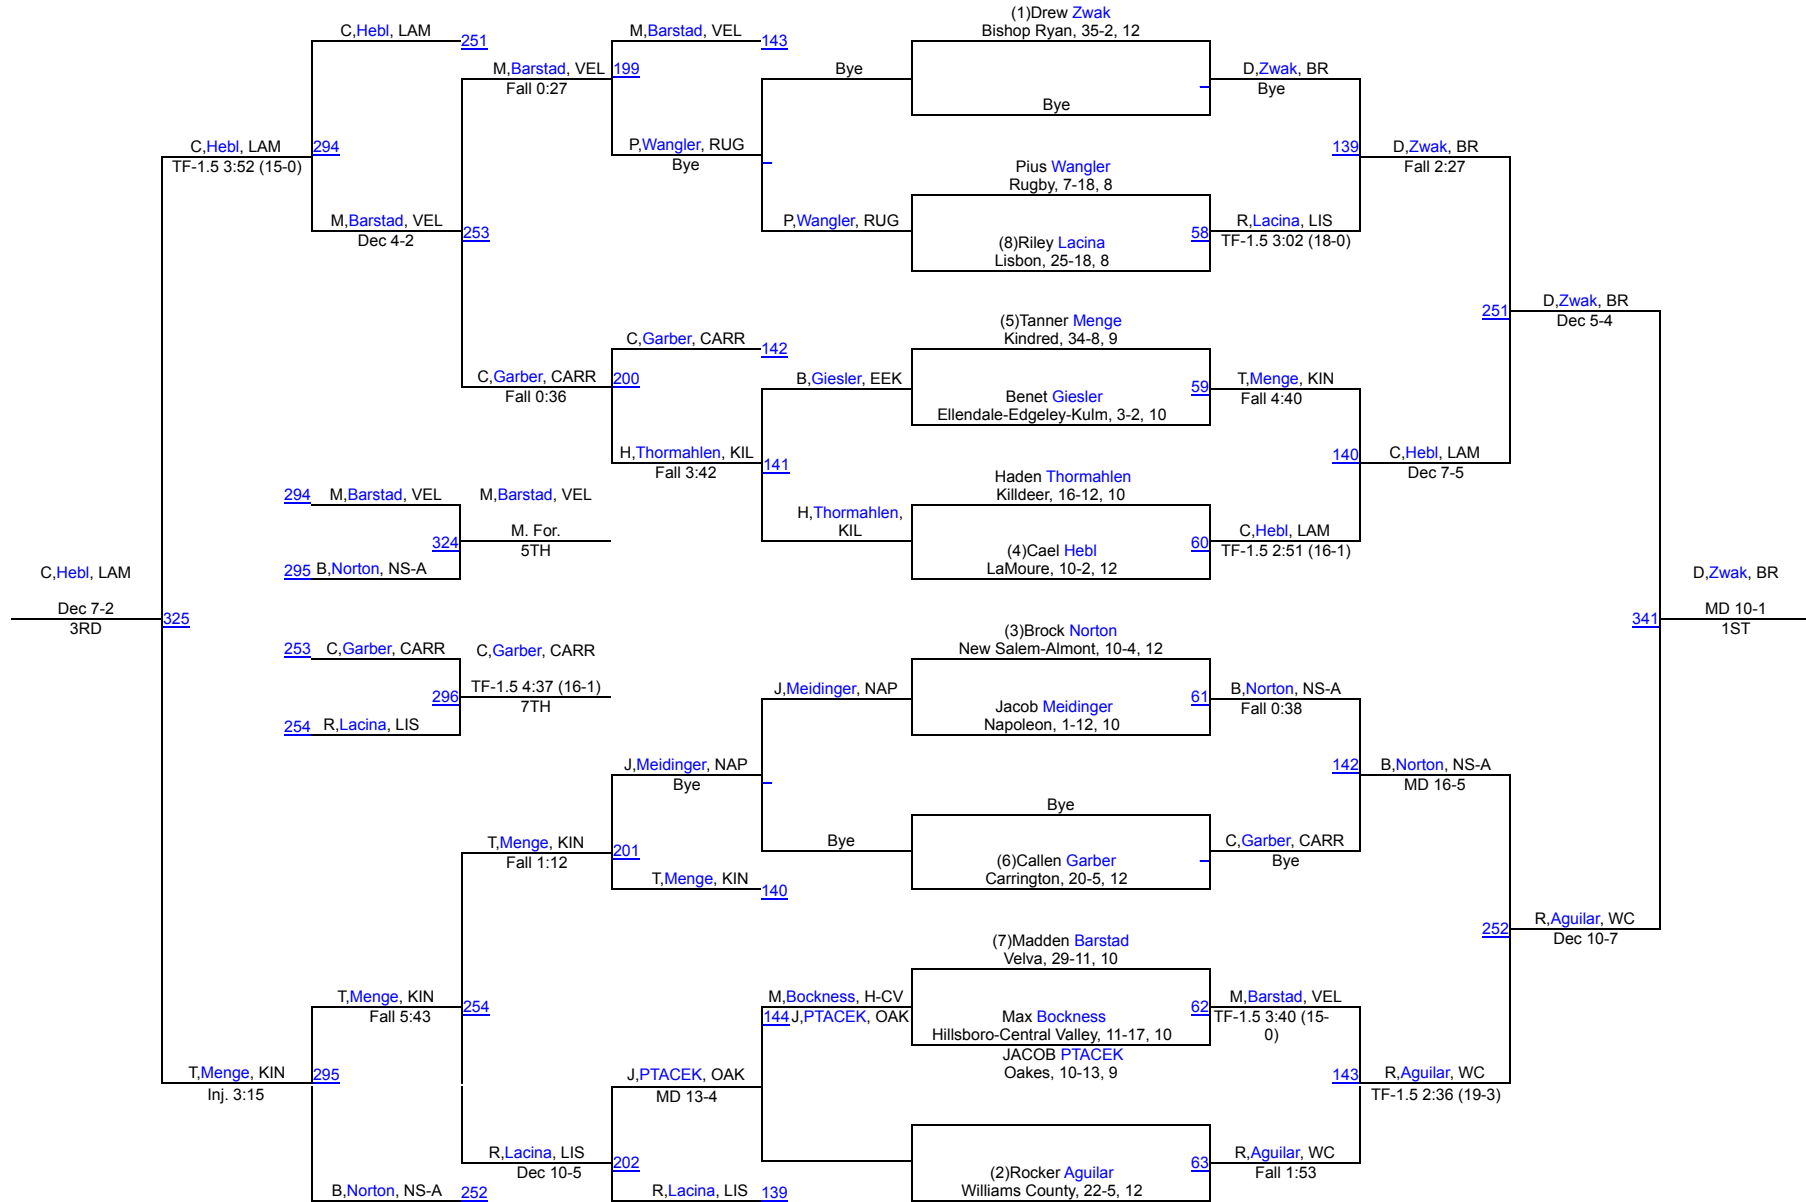 (1)Drew Zwak
Bishop Ryan, 35-2, 12
C,Hebl, LAM
251
M,Barstad, VEL
143
M,Barstad, VEL
199
Fall 0:27
Bye
D,Zwak, BR
Bye
Bye
C,Hebl, LAM
294
TF-1.5 3:52 (15-0)
P,Wangler, RUG
Bye
139
D,Zwak, BR
Fall 2:27
Pius Wangler
Rugby, 7-18, 8
M,Barstad, VEL
253
Dec 4-2
P,Wangler, RUG
(8)Riley Lacina
Lisbon, 25-18, 8
58
R,Lacina, LIS
TF-1.5 3:02 (18-0)
251
D,Zwak, BR
Dec 5-4
(5)Tanner Menge
Kindred, 34-8, 9
C,Garber, CARR
142
C,Garber, CARR
200
Fall 0:36
B,Giesler, EEK
Benet Giesler
Ellendale-Edgeley-Kulm, 3-2, 10
59
T,Menge, KIN
Fall 4:40
H,Thormahlen, KIL
Fall 3:42
141
140
C,Hebl, LAM
Dec 7-5
Haden Thormahlen
Killdeer, 16-12, 10
294
M,Barstad, VEL
M,Barstad, VEL
H,Thormahlen,
KIL
M. For.
324
5TH
(4)Cael Hebl
LaMoure, 10-2, 12
60
C,Hebl, LAM
TF-1.5 2:51 (16-1)
295
B,Norton, NS-A
C,Hebl, LAM
Dec 7-2
3RD
325
D,Zwak, BR
341
MD 10-1
1ST
253
C,Garber, CARR
C,Garber, CARR
TF-1.5 4:37 (16-1)
296
7TH
254
R,Lacina, LIS
(3)Brock Norton
New Salem-Almont, 10-4, 12
J,Meidinger, NAP
Jacob Meidinger
Napoleon, 1-12, 10
61
B,Norton, NS-A
Fall 0:38
J,Meidinger, NAP
Bye
142
B,Norton, NS-A
MD 16-5
Bye
T,Menge, KIN
201
Fall 1:12
Bye
(6)Callen Garber
Carrington, 20-5, 12
C,Garber, CARR
Bye
T,Menge, KIN
140
252
R,Aguilar, WC
Dec 10-7
(7)Madden Barstad
Velva, 29-11, 10
T,Menge, KIN
254
Fall 5:43
M,Bockness, H-CV
144
J,PTACEK, OAK
Max Bockness
Hillsboro-Central Valley, 11-17, 10
JACOB PTACEK
Oakes, 10-13, 9
62
M,Barstad, VEL
TF-1.5 3:40 (15-
0)
T,Menge, KIN
295
Inj. 3:15
J,PTACEK, OAK
MD 13-4
143
R,Aguilar, WC
TF-1.5 2:36 (19-3)
R,Lacina, LIS
202
Dec 10-5
(2)Rocker Aguilar
Williams County, 22-5, 12
63
R,Aguilar, WC
Fall 1:53
B,Norton, NS-A
252
R,Lacina, LIS
139